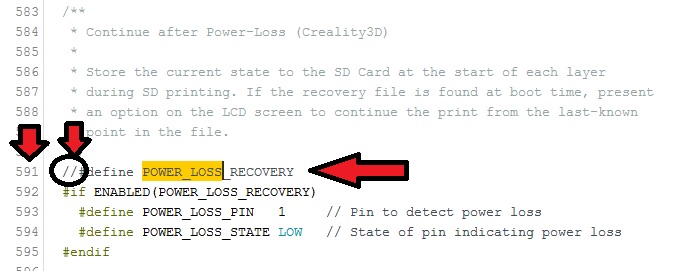 583 /**
584 * Continue after Power-Loss (Creality3D)
585 *
586 * Store the current state to the SD Card at the start of each layer
587 * during SD printing. If the recovery file is found at boot time, present
588 * an option on the LCD screen to continue the print from the last-known
point in the file.
591 //#define POWER_LOSS_RECOVERY
592 #if ENABLED(POWER_LOSS_RECOVERY)
593 #define POWER_LOSS_PIN 1 // Pin to detect power loss
594 #define POWER_LOSS_STATE LOW // State of pin indicating power loss
595 #endif